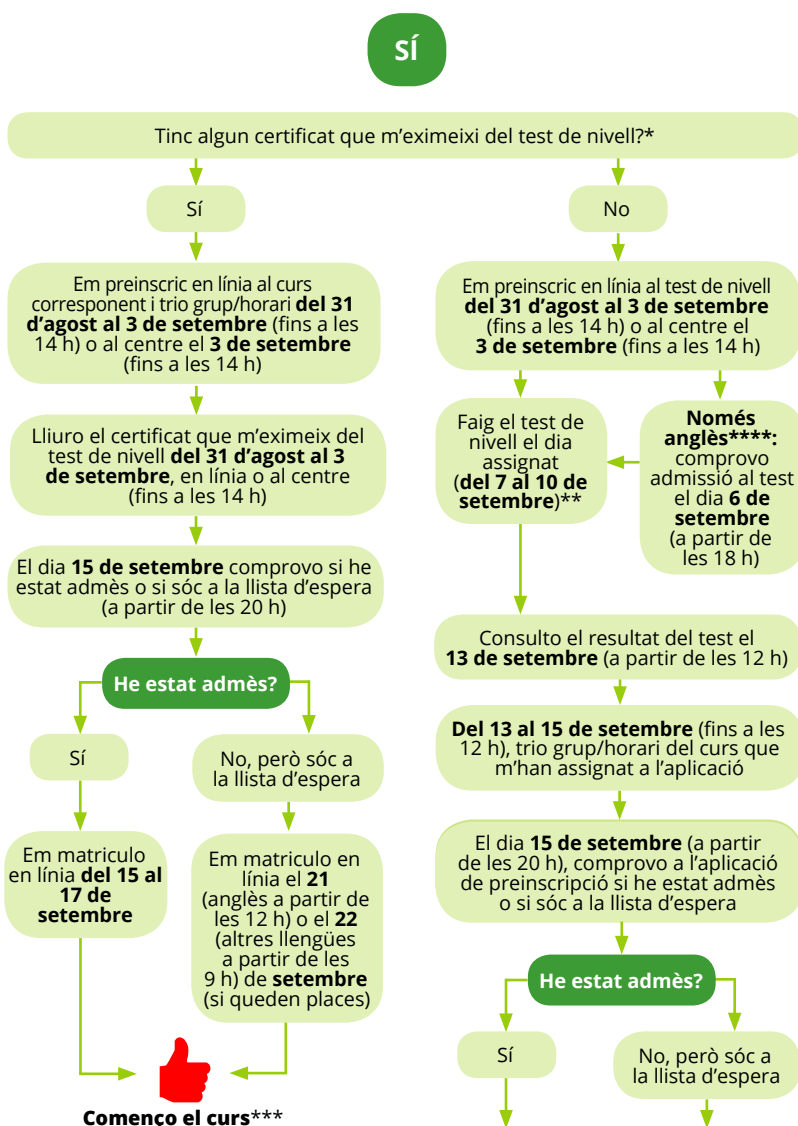 SÍ
Tinc algun certificat que m’eximeixi del test de nivell?*
Sí
Em preinscric en línia al curs
corresponent i trio grup/horari del 31
d’agost al 3 de setembre (fins a les
14 h) o al centre el 3 de setembre
(fins a les 14 h)
Lliuro el certificat que m’eximeix del
test de nivell del 31 d’agost al 3
de setembre, en línia o al centre
(fins a les 14 h)
El dia 15 de setembre comprovo si he
estat admès o si sóc a la llista d’espera
(a partir de les 20 h)
He estat admès?
Sí
Em matriculo
en línia del 15 al
17 de
setembre
No, però sóc a
la llista d’espera
Em matriculo en
línia el 21
(anglès a partir de
les 12 h) o el 22
(altres llengües
a partir de les
9 h) de setembre
(si queden places)
Començo el curs***
No
Em preinscric en línia al test de nivell
del 31 d’agost al 3 de setembre
(fins a les 14 h) o al centre el
3 de setembre (fins a les 14 h)
Faig el test de
nivell el dia
assignat
(del 7 al 10 de
setembre)**
Només
anglès****:
comprovo
admissió al test
el dia 6 de
setembre
(a partir de
les 18 h)
Consulto el resultat del test el
13 de setembre (a partir de les 12 h)
Del 13 al 15 de setembre (fins a les
12 h), trio grup/horari del curs que
m’han assignat a l’aplicació
El dia 15 de setembre (a partir
de les 20 h), comprovo a l’aplicació
de preinscripció si he estat admès
o si sóc a la llista d’espera
He estat admès?
Sí
No, però sóc a
la llista d’espera